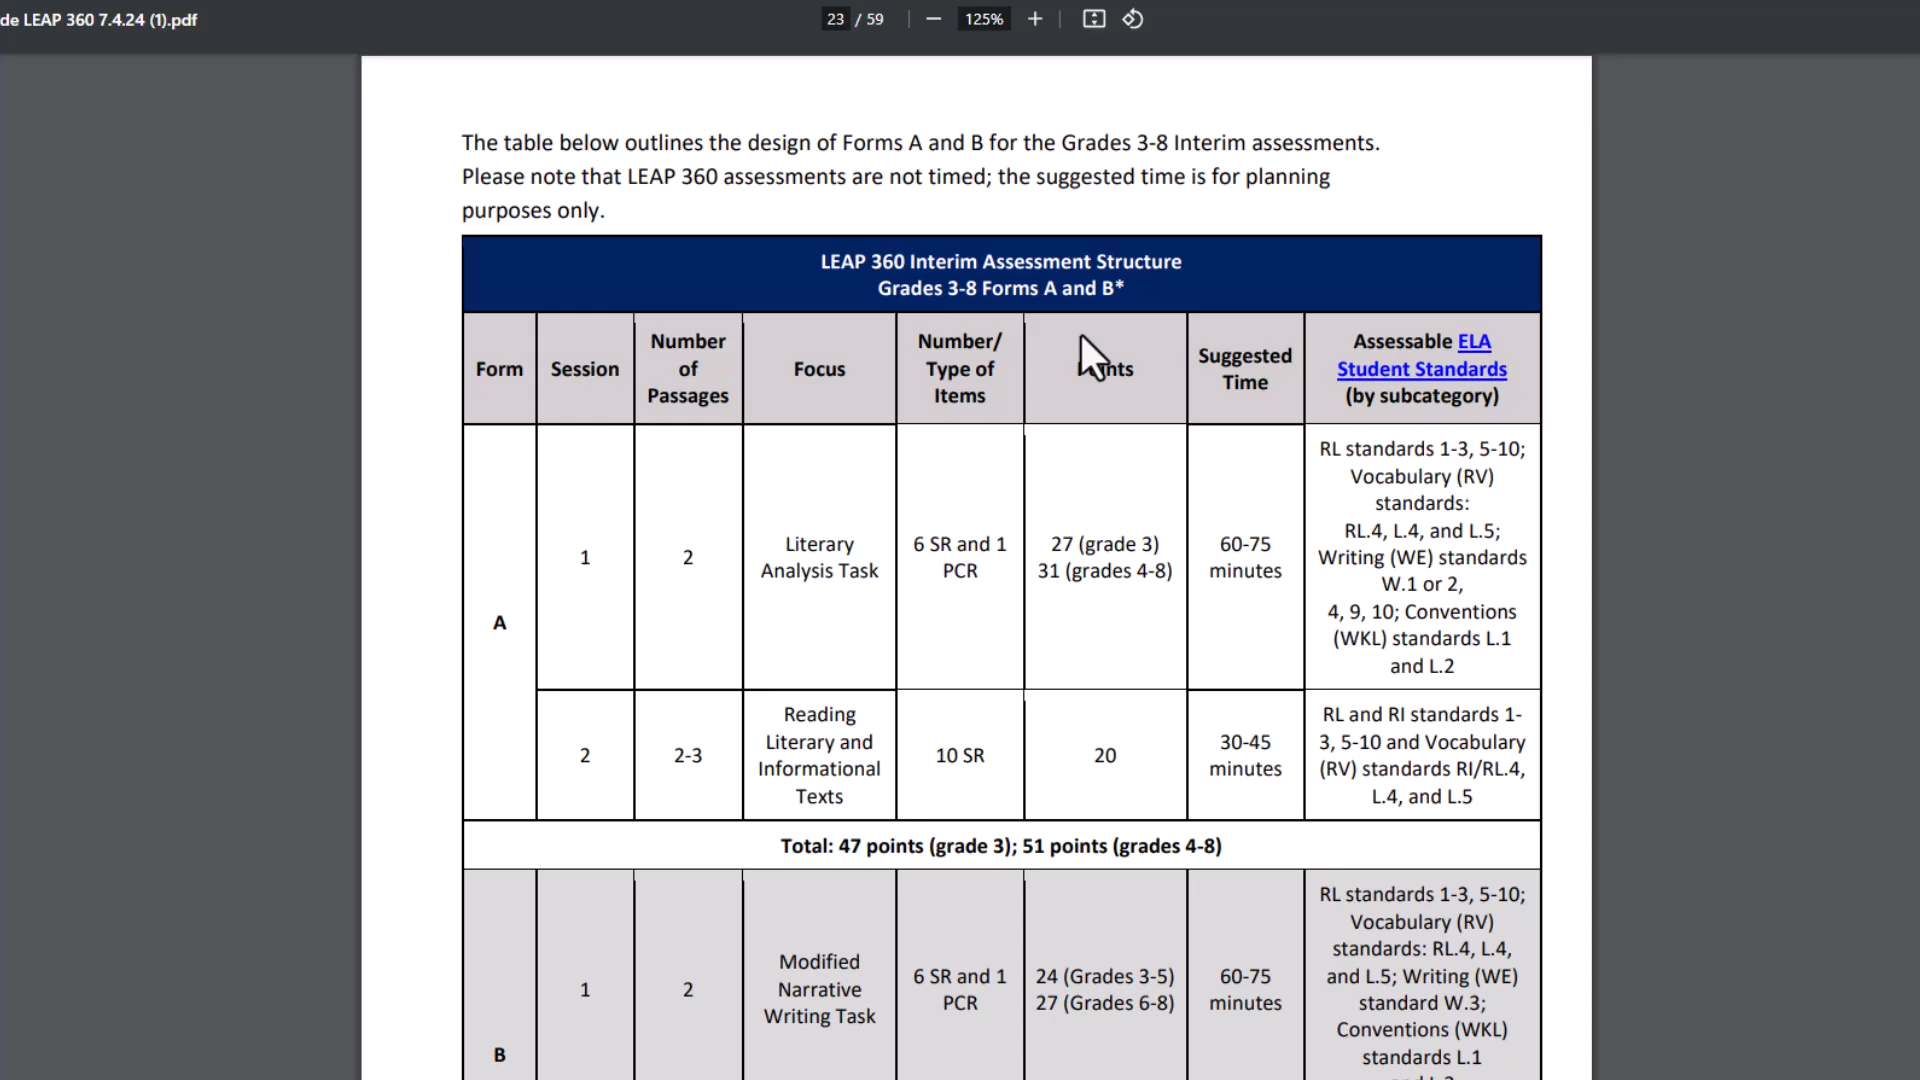 de LEAP 360 7.4.24 (1).pdf
23 / 59
125%
The table below outlines the design of Forms A and B for the Grades 3-8 Interim assessments.
Please note that LEAP 360 assessments are not timed; the suggested time is for planning
purposes only.
LEAP 360 Interim Assessment Structure
Grades 3-8 Forms A and B*
Form
Session
Number
of
Passages
Focus
Number/
Type of
Items
Suggested
Time
Assessable ELA
Student Standards
(by subcategory)
A
1
2
Literary
Analysis Task
6 SR and 1
PCR
27 (grade 3)
31 (grades 4-8)
60-75
minutes
RL standards 1-3, 5-10;
Vocabulary (RV)
standards:
RL.4, L.4, and L.5;
Writing (WE) standards
W.1 or 2,
4, 9, 10; Conventions
(WKL) standards L.1
and L.2
2
2-3
Reading
Literary and
Informational
Texts
10 SR
20
30-45
minutes
RL and RI standards 1-
3, 5-10 and Vocabulary
(RV) standards RI/RL.4,
L.4, and L.5
Total: 47 points (grade 3); 51 points (grades 4-8)
B
1
2
Modified
Narrative
Writing Task
6 SR and 1
PCR
24 (Grades 3-5)
27 (Grades 6-8)
60-75
minutes
RL standards 1-3, 5-10;
Vocabulary (RV)
standards: RL.4, L.4,
and L.5; Writing (WE)
standard W.3;
Conventions (WKL)
standards L.1